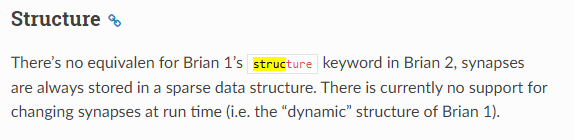 Structure
There’s no equivalen for Brian 1’s structure keyword in Brian 2, synapses
are always stored in a sparse data structure. There is currently no support for
changing synapses at run time (i.e. the “dynamic” structure of Brian 1).